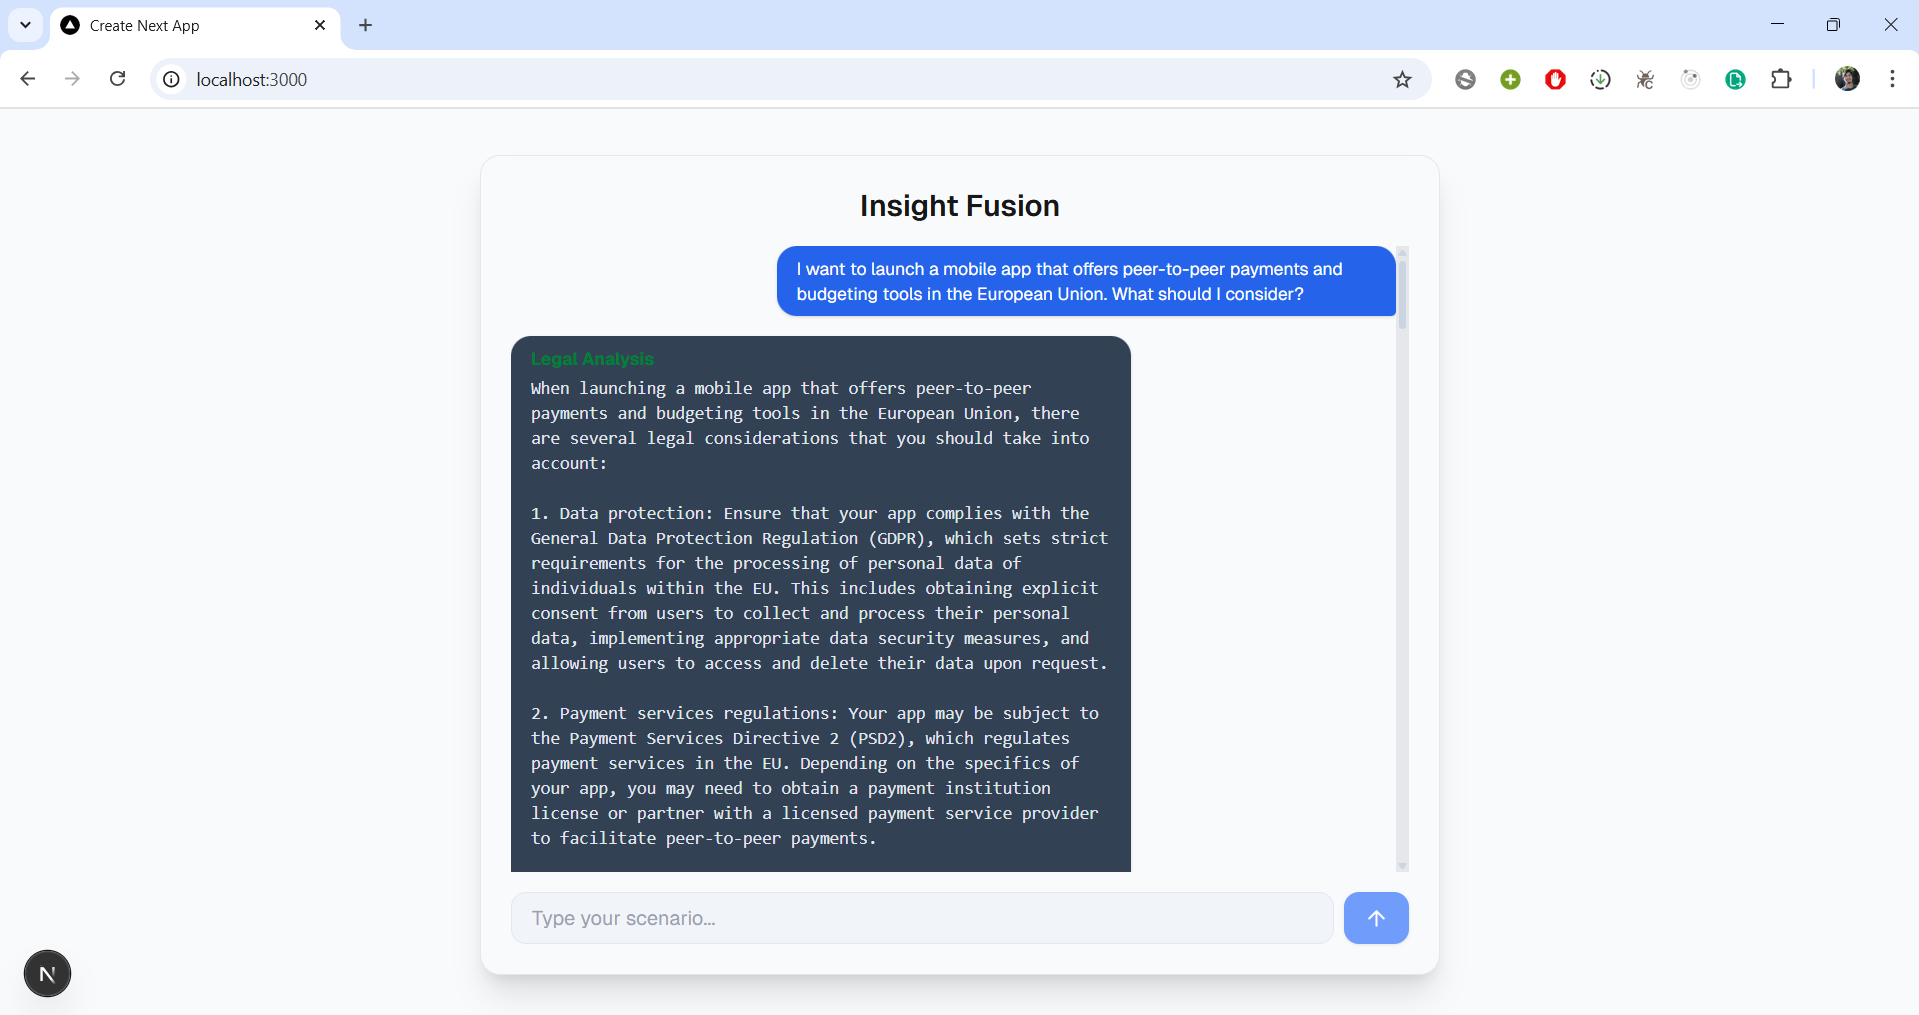 Create Next App
localhost:3000
Insight Fusion
I want to launch a mobile app that offers peer-to-peer payments and
budgeting tools in the European Union. What should I consider?
Legal Analysis
When launching a mobile app that offers peer-to-peer
payments and budgeting tools in the European Union, there
are several legal considerations that you should take into
account:
1. Data protection: Ensure that your app complies with the
General Data Protection Regulation (GDPR), which sets strict
requirements for the processing of personal data of
individuals within the EU. This includes obtaining explicit
consent from users to collect and process their personal
data, implementing appropriate data security measures, and
allowing users to access and delete their data upon request.
2. Payment services regulations: Your app may be subject to
the Payment Services Directive 2 (PSD2), which regulates
payment services in the EU. Depending on the specifics of
your app, you may need to obtain a payment institution
license or partner with a licensed payment service provider
to facilitate peer-to-peer payments.
Type your scenario...
N